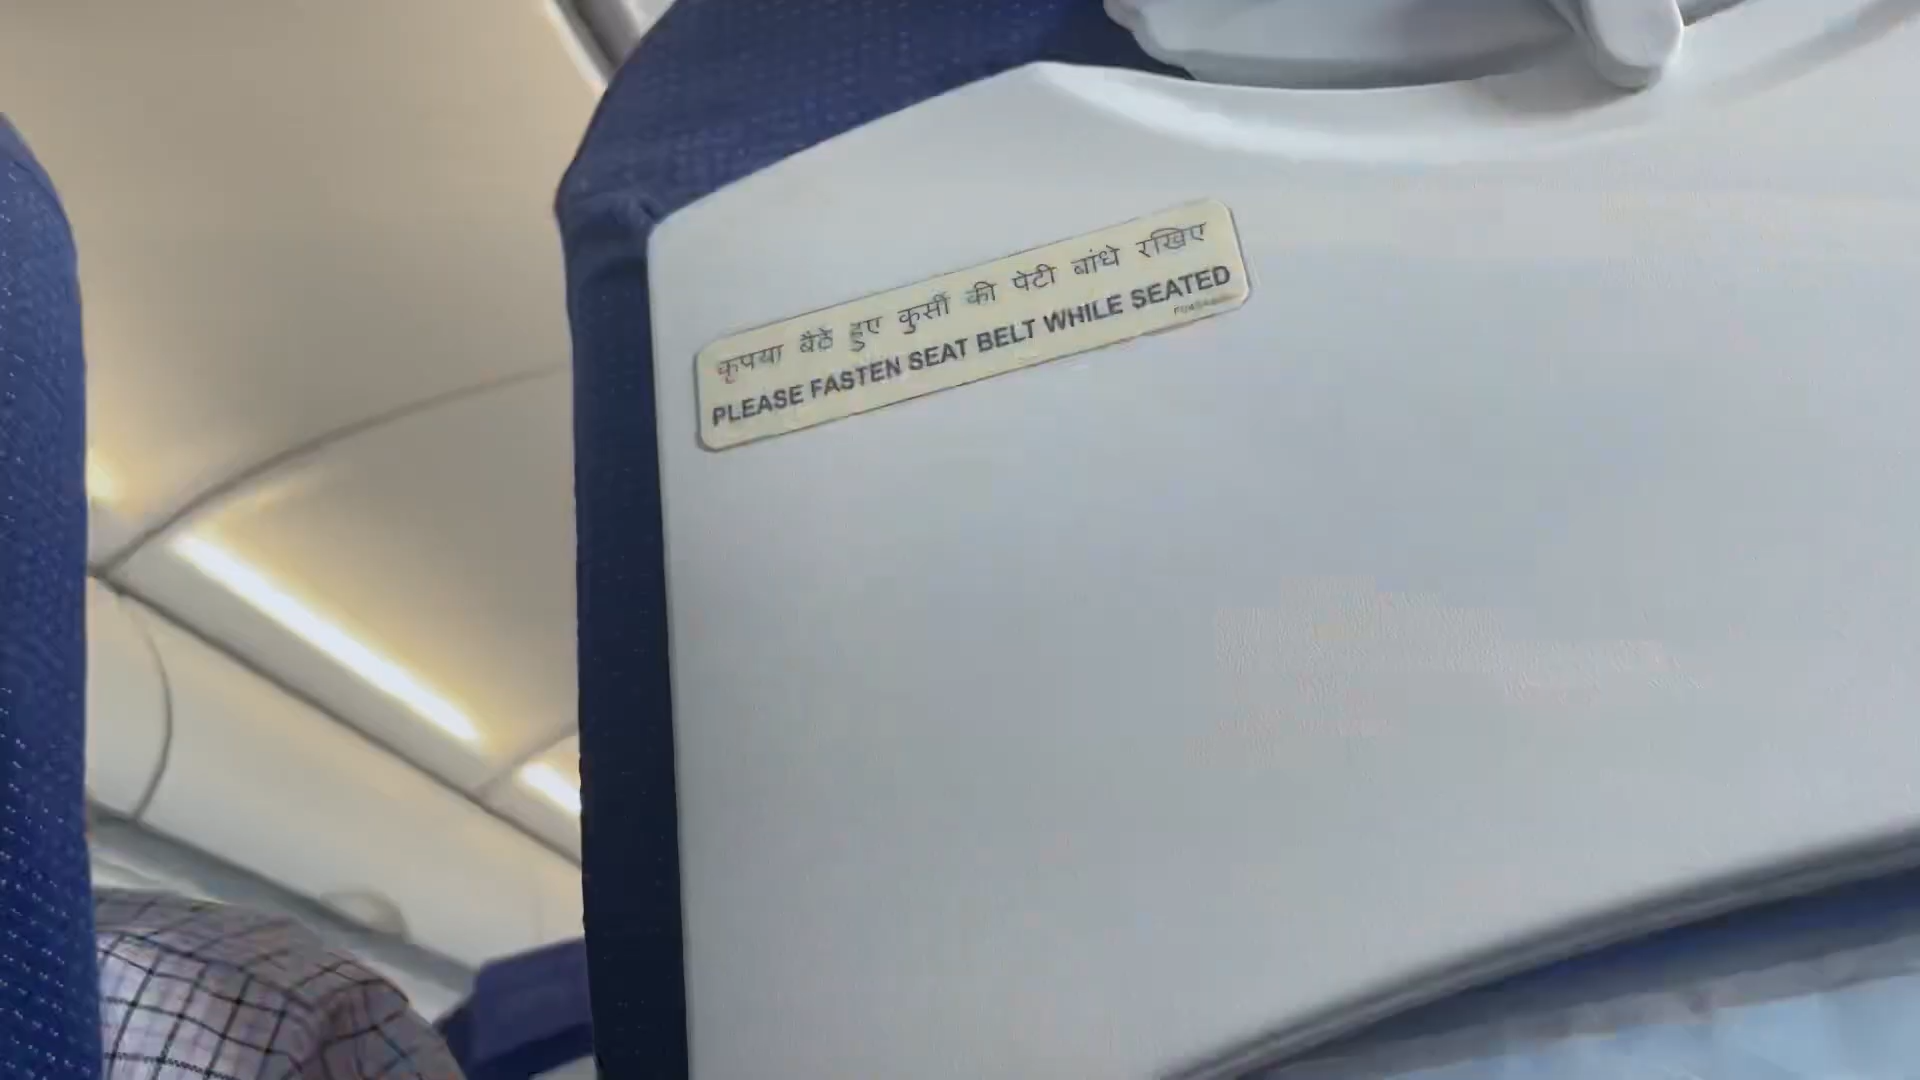 कृपया बैठे हुए कुर्सी की पेटी बांधे रखिए
PLEASE FASTEN SEAT BELT WHILE SEATED